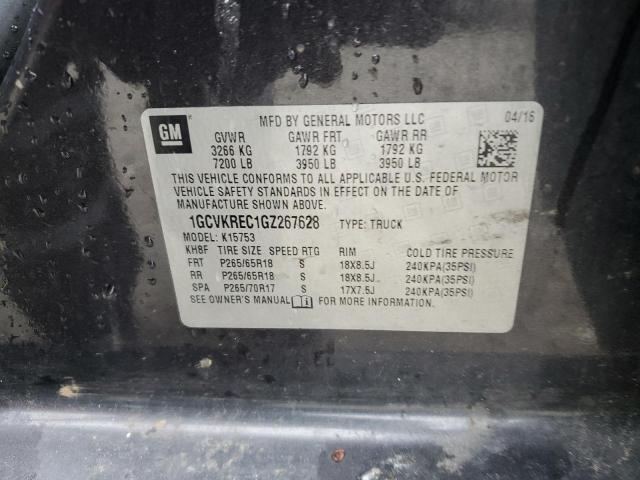 GM
MFD BY GENERAL MOTORS LLC
04/16
GVWR GAWR FRT GAWR RR
3266 KG 1792 KG 1792 KG
7200 LB 3950 LB 3950 LB
THIS VEHICLE CONFORMS TO ALL APPLICABLE U.S. FEDERAL MOTOR
VEHICLE SAFETY STANDARDS IN EFFECT ON THE DATE OF
MANUFACTURE SHOWN ABOVE.
1GCVKREC1GZ267628 TYPE: TRUCK
MODEL: K15753
KH8F TIRE SIZE SPEED RTG RIM COLD TIRE PRESSURE
FRT P265/65R18 S 18X8.5J 240KPA(35PSI)
RR P265/65R18 S 18X8.5J 240KPA(35PSI)
SPA P265/70R17 S 17X7.5J 240KPA(35PSI)
SEE OWNER'S MANUAL FOR MORE INFORMATION.